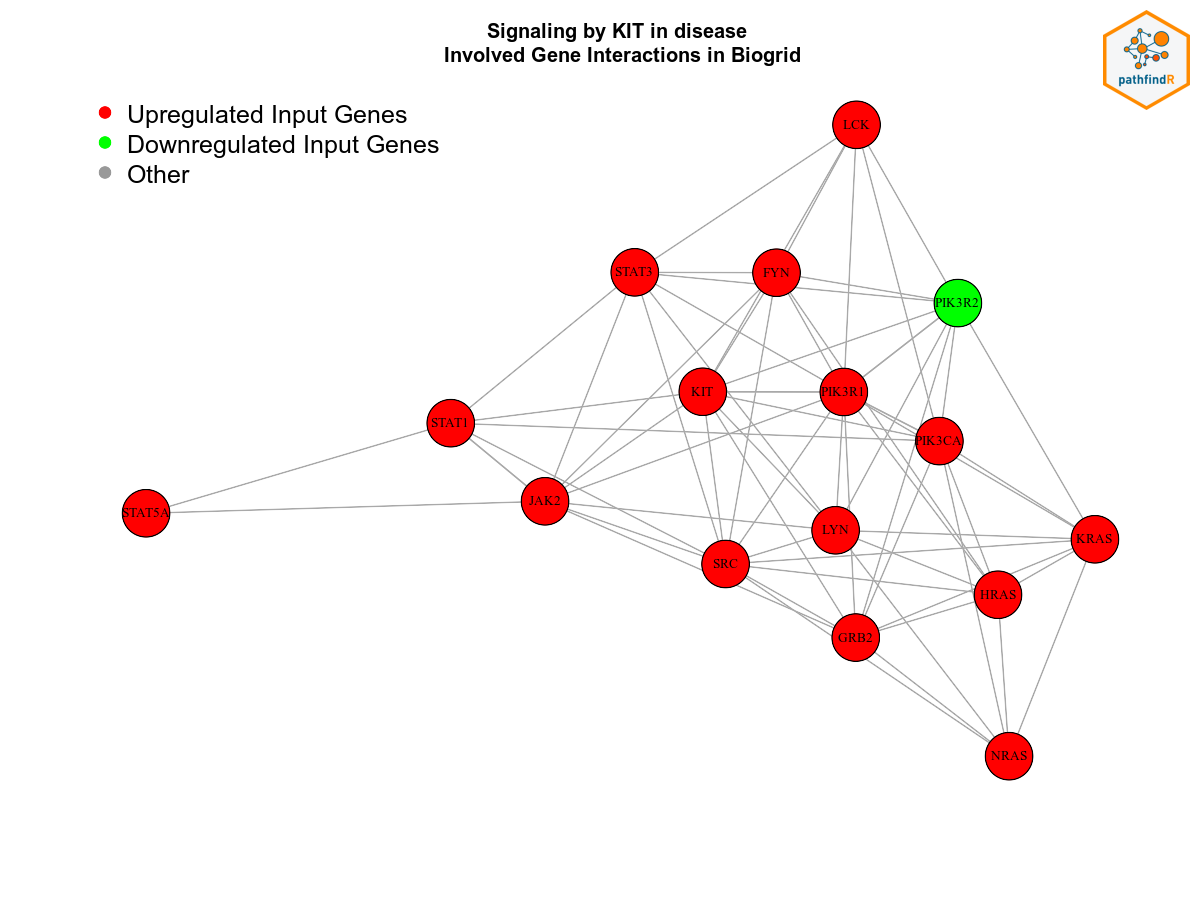 Signaling by KIT in disease
Involved Gene Interactions in Biogrid
pathfindR
Upregulated Input Genes
Downregulated Input Genes
Other
LCK
STAT3
FYN
PIK3R2
KIT
PIK3R1
STAT1
PIK3CA
STAT5A
JAK2
LYN
KRAS
SRC
HRAS
GRB2
NRAS